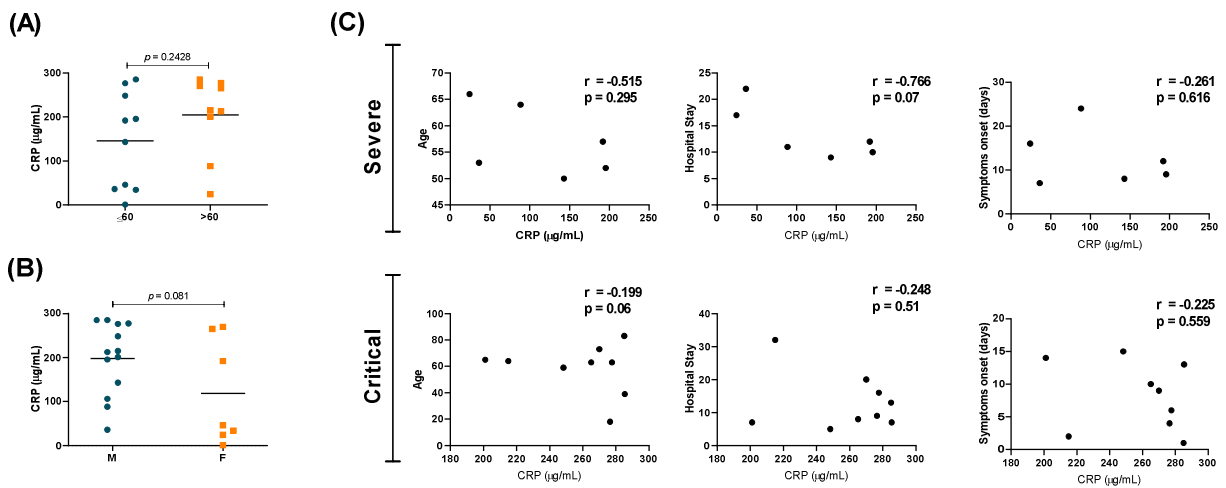 (A)
p = 0.2428
CRP (μg/mL)
300
200
100
0
≤60
>60
(B)
p = 0.081
CRP (μg/mL)
300
200
100
0
M
F
(C)
Severe
r = -0.515
p = 0.295
Age
70
65
60
55
50
45
0
50
100
150
200
250
CRP (μg/mL)
r = -0.766
p = 0.07
Hospital Stay
25
20
15
10
5
0
0
50
100
150
200
250
CRP (μg/mL)
r = -0.261
p = 0.616
Symptoms onset (days)
30
20
10
0
0
50
100
150
200
250
CRP (μg/mL)
Critical
r = -0.199
p = 0.06
Age
100
80
60
40
20
0
180
200
220
240
260
280
300
CRP (μg/mL)
r = -0.248
p = 0.51
Hospital Stay
40
30
20
10
0
180
200
220
240
260
280
300
CRP (μg/mL)
r = -0.225
p = 0.559
Symptoms onset (days)
20
15
10
5
0
180
200
220
240
260
280
300
CRP (μg/mL)